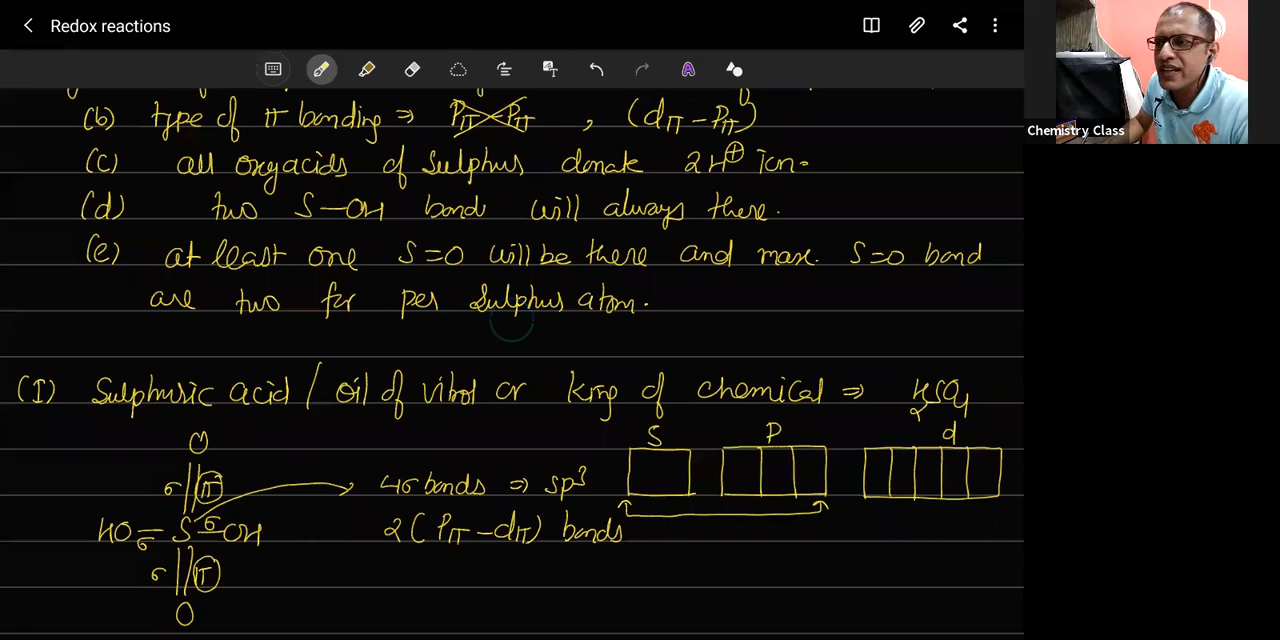 Redox reactions
Chemistry Class
(b) type of π bonding ⇒ Pπ-Pπ , (dπ-Pπ)
(c) all oxyacids of Sulphus donate 2H⊕ ion.
(d) two S-OH bond will always there.
(e) at least one S=O will be there and max. S=O bond
are two for per Sulphus atom.
(I) Sulphuric acid / oil of vitriol or king of chemical ⇒ H2SO4
S P d
O
σ || π
HO - S - OH
σ σ
σ || π
O
4σ bonds ⇒ sp3
2(Pπ-dπ) bonds